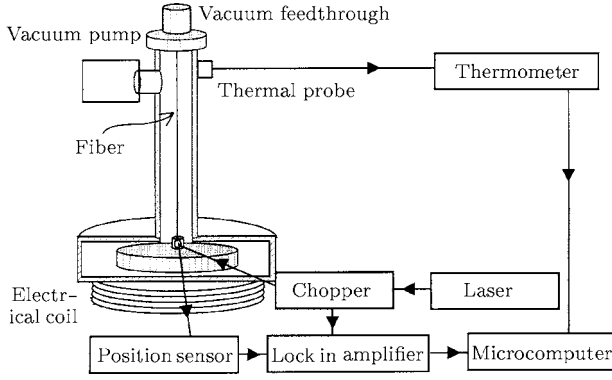 Vacuum feedthrough
Vacuum pump
Thermometer
Thermal probe
Fiber
Electr-
ical coil
Chopper
Laser
Position sensor
Lock in amplifier
Microcomputer